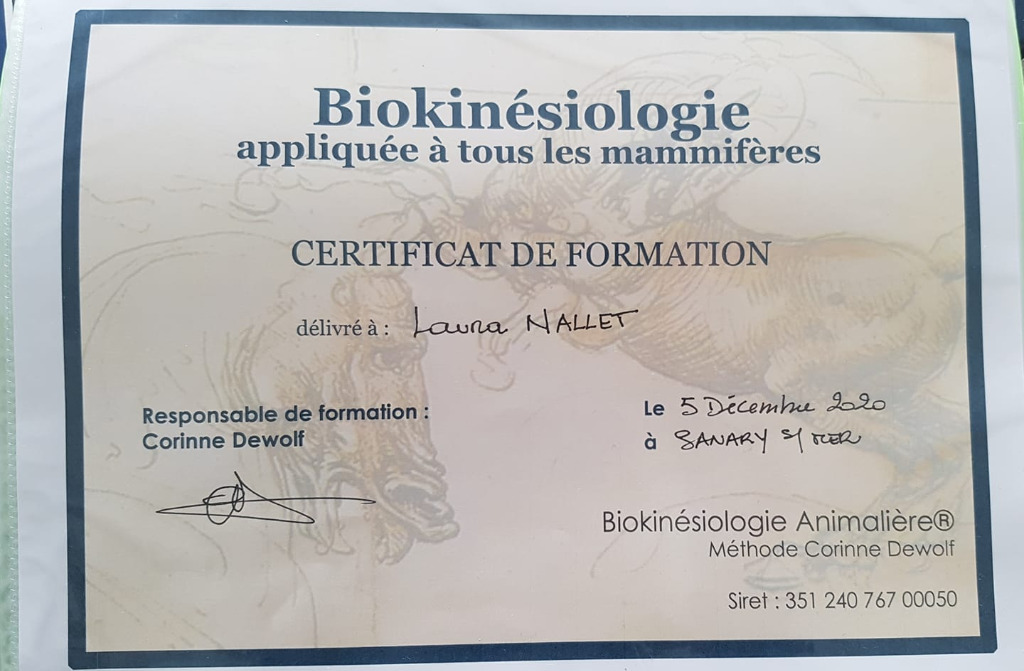 Biokinésiologie
appliquée à tous les mammifères
CERTIFICAT DE FORMATION
délivré à : Laura NALLET
Responsable de formation :
Corinne Dewolf
Le 5 Décembre 2020
à SANARY s/ MER
Biokinésiologie Animalière®
Méthode Corinne Dewolf
Siret : 351 240 767 00050